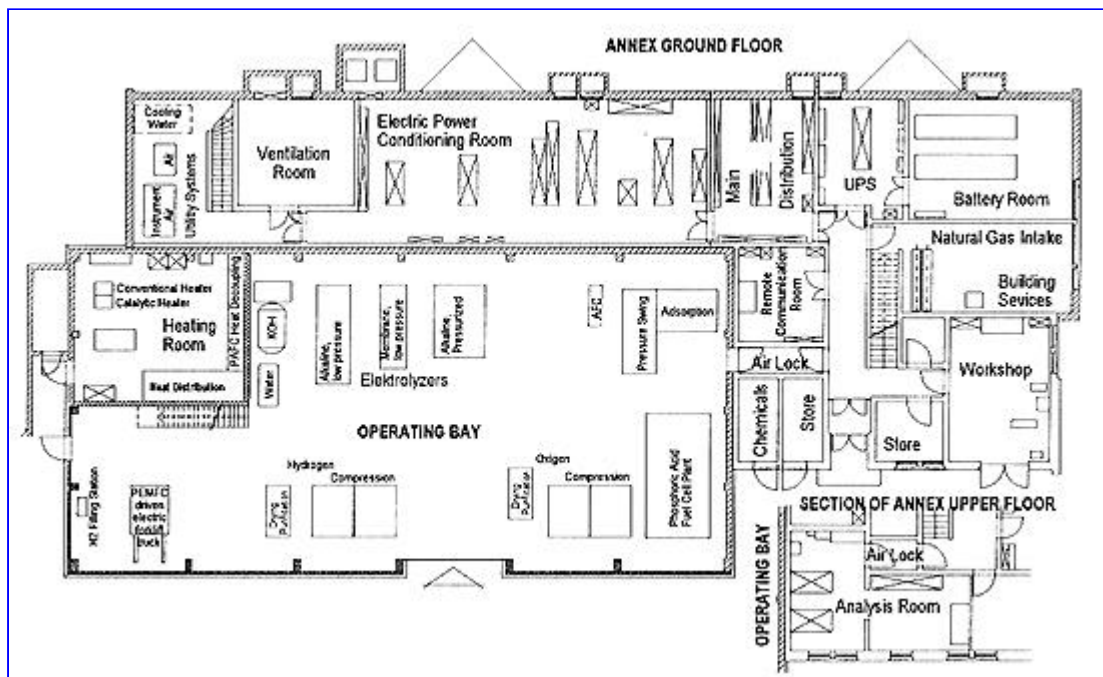 ANNEX GROUND FLOOR
Cooling
Water
Air
Instrument
Air
Utility Systems
Ventilation
Room
Electric Power
Conditioning Room
Main
Distribution
UPS
Battery Room
Natural Gas Intake
Building
Sevices
Conventional Heater
Catalytic Heater
Heating
Room
PAFC Heat Decoupling
Heat Distribution
KOH
Water
Alkaline,
low pressure
Membrane,
low pressure
Alkaline,
Pressurized
Elektrolyzers
AFC
Pressure Swing
Adsorption
Remote
Communication
Room
Air Lock
Chemicals
Store
Store
Workshop
OPERATING BAY
H2 Filling Station
PEMFC
driven
electric
fork lift
truck
Hydrogen
Drying
Purification
Compression
Oxigen
Drying
Purification
Compression
Phosphoric Acid
Fuel Cell Plant
SECTION OF ANNEX UPPER FLOOR
OPERATING BAY
Air Lock
Analysis Room